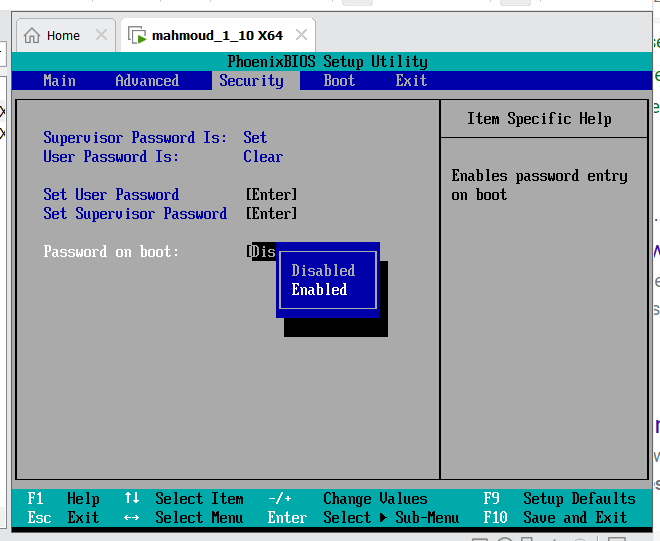 Home mahmoud_1_10 X64
PhoenixBIOS Setup Utility
Main Advanced Security Boot Exit
Item Specific Help
Supervisor Password Is: Set
User Password Is: Clear
Enables password entry
on boot
Set User Password [Enter]
Set Supervisor Password [Enter]
Password on boot: [Dis
Disabled
Enabled
F1 Help ↑↓ Select Item -/+ Change Values F9 Setup Defaults
Esc Exit ↔ Select Menu Enter Select ▶ Sub-Menu F10 Save and Exit